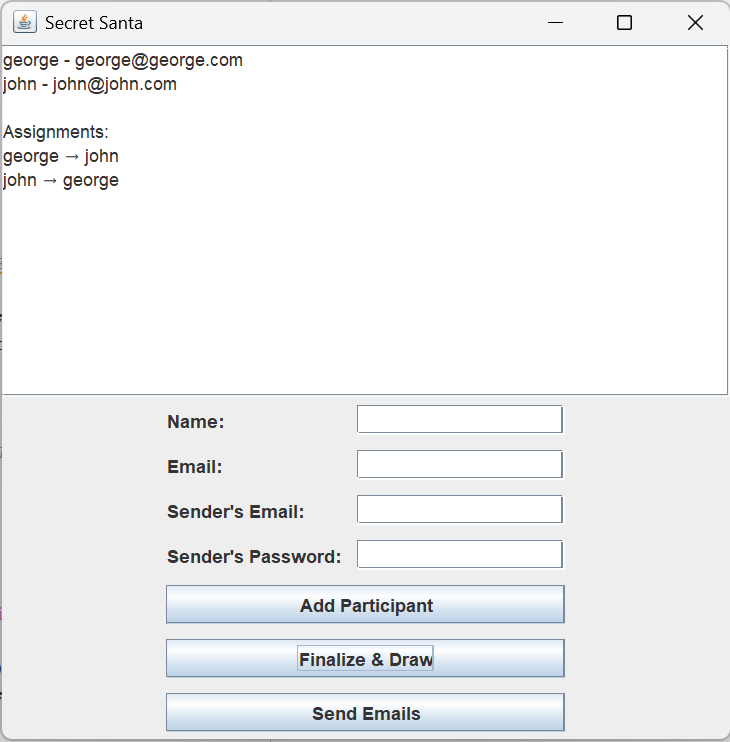 Secret Santa
george - george@george.com
john - john@john.com
Assignments:
george → john
john → george
Name:
Email:
Sender's Email:
Sender's Password:
Add Participant
Finalize & Draw
Send Emails